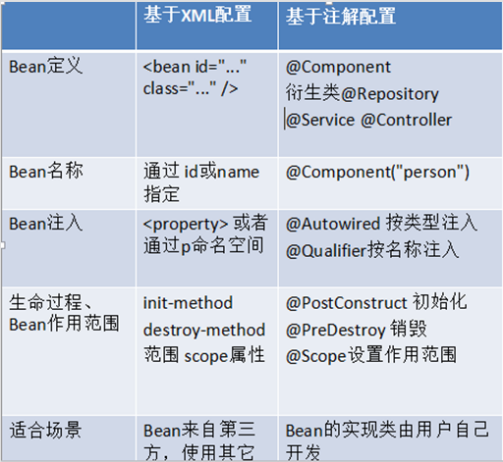 基于XML配置
基于注解配置
Bean定义
<bean id="..."
class="..." />
@Component
衍生类@Repository
@Service @Controller
Bean名称
通过 id或name
指定
@Component("person")
Bean注入
<property> 或者
通过p命名空间
@Autowired 按类型注入
@Qualifier按名称注入
生命过程、
Bean作用范围
init-method
destroy-method
范围 scope属性
@PostConstruct 初始化
@PreDestroy 销毁
@Scope设置作用范围
适合场景
Bean来自第三
方，使用其它
Bean的实现类由用户自己
开发